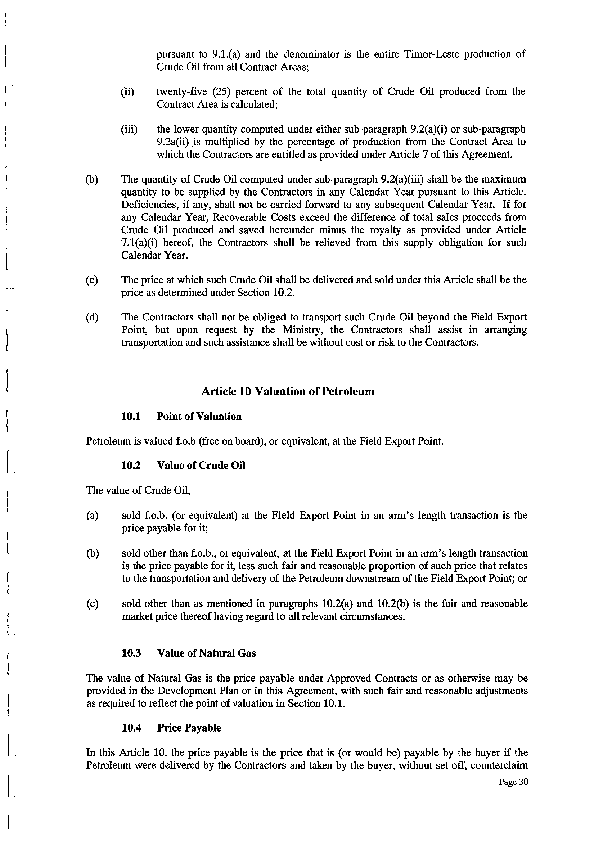 pursuant to 9.1.(a) and the denominator is the entire Timor-Leste production of
Crude Oil from all Contract Areas;
(ii) twenty-five (25) percent of the total quantity of Crude Oil produced from the
Contract Area is calculated;
(iii) the lower quantity computed under either sub-paragraph 9.2(a)(i) or sub-paragraph
9.2a(ii) is multiplied by the percentage of production from the Contract Area to
which the Contractors are entitled as provided under Article 7 of this Agreement.
(b) The quantity of Crude Oil computed under sub-paragraph 9.2(a)(iii) shall be the maximum
quantity to be supplied by the Contractors in any Calendar Year pursuant to this Article.
Deficiencies, if any, shall not be carried forward to any subsequent Calendar Year. If for
any Calendar Year, Recoverable Costs exceed the difference of total sales proceeds from
Crude Oil produced and saved hereunder minus the royalty as provided under Article
7.1(a)(i) hereof, the Contractors shall be relieved from this supply obligation for such
Calendar Year.
(c) The price at which such Crude Oil shall be delivered and sold under this Article shall be the
price as determined under Section 10.2.
(d) The Contractors shall not be obliged to transport such Crude Oil beyond the Field Export
Point, but upon request by the Ministry, the Contractors shall assist in arranging
transportation and such assistance shall be without cost or risk to the Contractors.
Article 10 Valuation of Petroleum
10.1 Point of Valuation
Petroleum is valued f.o.b (free on board), or equivalent, at the Field Export Point.
10.2 Value of Crude Oil
The value of Crude Oil,
(a) sold f.o.b. (or equivalent) at the Field Export Point in an arm's length transaction is the
price payable for it;
(b) sold other than f.o.b., or equivalent, at the Field Export Point in an arm's length transaction
is the price payable for it, less such fair and reasonable proportion of such price that relates
to the transportation and delivery of the Petroleum downstream of the Field Export Point; or
(c) sold other than as mentioned in paragraphs 10.2(a) and 10.2(b) is the fair and reasonable
market price thereof having regard to all relevant circumstances.
10.3 Value of Natural Gas
The value of Natural Gas is the price payable under Approved Contracts or as otherwise may be
provided in the Development Plan or in this Agreement, with such fair and reasonable adjustments
as required to reflect the point of valuation in Section 10.1.
10.4 Price Payable
In this Article 10, the price payable is the price that is (or would be) payable by the buyer if the
Petroleum were delivered by the Contractors and taken by the buyer, without set off, counterclaim
Page 30